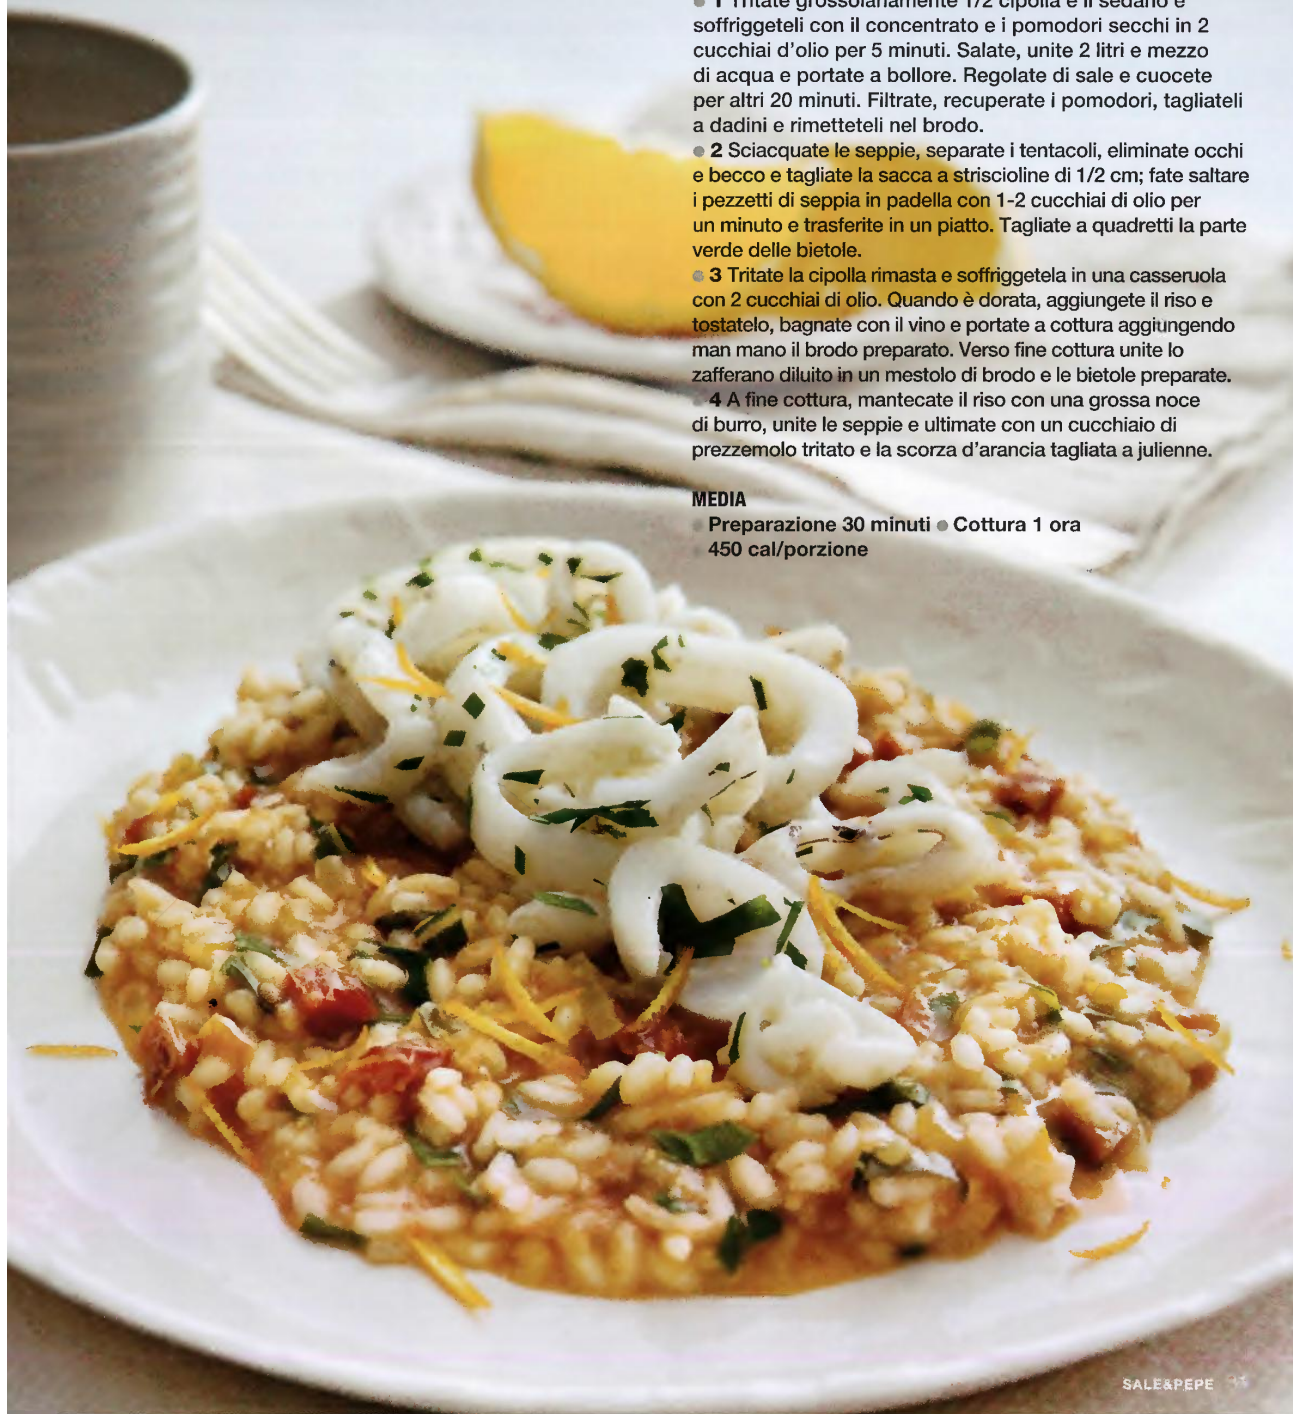 1 Tritate grossolanamente 1/2 cipolla e il sedano e
soffriggeteli con il concentrato e i pomodori secchi in 2
cucchiai d'olio per 5 minuti. Salate, unite 2 litri e mezzo
di acqua e portate a bollore. Regolate di sale e cuocete
per altri 20 minuti. Filtrate, recuperate i pomodori, tagliateli
a dadini e rimetteteli nel brodo.
● 2 Sciacquate le seppie, separate i tentacoli, eliminate occhi
e becco e tagliate la sacca a striscioline di 1/2 cm; fate saltare
i pezzetti di seppia in padella con 1-2 cucchiai di olio per
un minuto e trasferite in un piatto. Tagliate a quadretti la parte
verde delle bietole.
● 3 Tritate la cipolla rimasta e soffriggetela in una casseruola
con 2 cucchiai di olio. Quando è dorata, aggiungete il riso e
tostatelo, bagnate con il vino e portate a cottura aggiungendo
man mano il brodo preparato. Verso fine cottura unite lo
zafferano diluito in un mestolo di brodo e le bietole preparate.
● 4 A fine cottura, mantecate il riso con una grossa noce
di burro, unite le seppie e ultimate con un cucchiaio di
prezzemolo tritato e la scorza d'arancia tagliata a julienne.
MEDIA
● Preparazione 30 minuti ● Cottura 1 ora
● 450 cal/porzione
SALE&PEPE